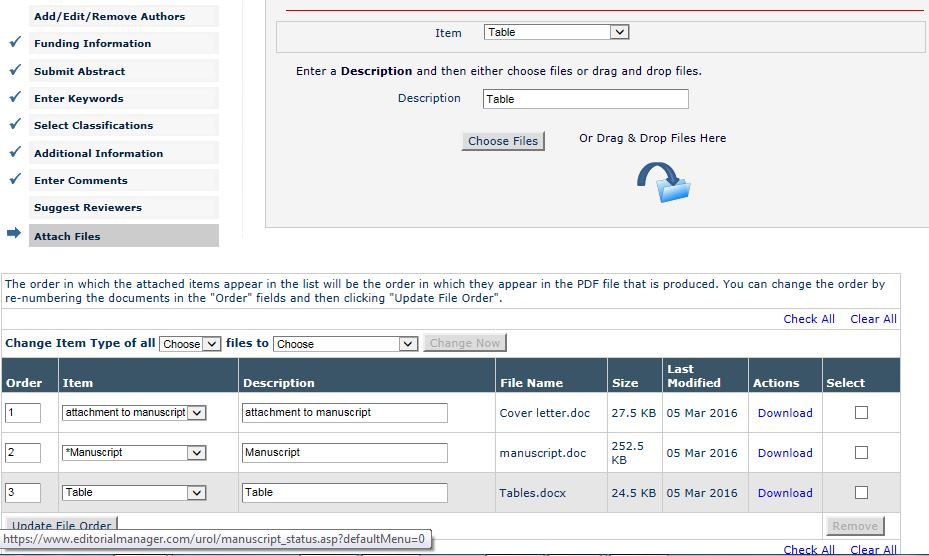 Add/Edit/Remove Authors
Funding Information
Submit Abstract
Enter Keywords
Select Classifications
Additional Information
Enter Comments
Suggest Reviewers
Attach Files
Item Table
Enter a Description and then either choose files or drag and drop files.
Description Table
Choose Files Or Drag & Drop Files Here
The order in which the attached items appear in the list will be the order in which they appear in the PDF file that is produced. You can change the order by
re-numbering the documents in the "Order" fields and then clicking "Update File Order".
Check All Clear All
Change Item Type of all Choose files to Choose Change Now
Order Item Description File Name Size Last Modified Actions Select
1 attachment to manuscript attachment to manuscript Cover letter.doc 27.5 KB 05 Mar 2016 Download
2 *Manuscript Manuscript manuscript.doc 252.5 KB 05 Mar 2016 Download
3 Table Table Tables.docx 24.5 KB 05 Mar 2016 Download
Update File Order Remove
https://www.editorialmanager.com/urol/manuscript_status.asp?defaultMenu=0
Check All Clear All